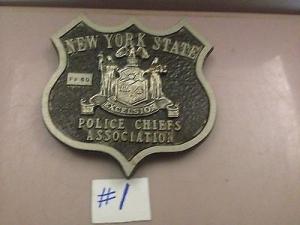 NEW YORK STATE
EXCELSIOR
POLICE CHIEFS
ASSOCIATION
#1